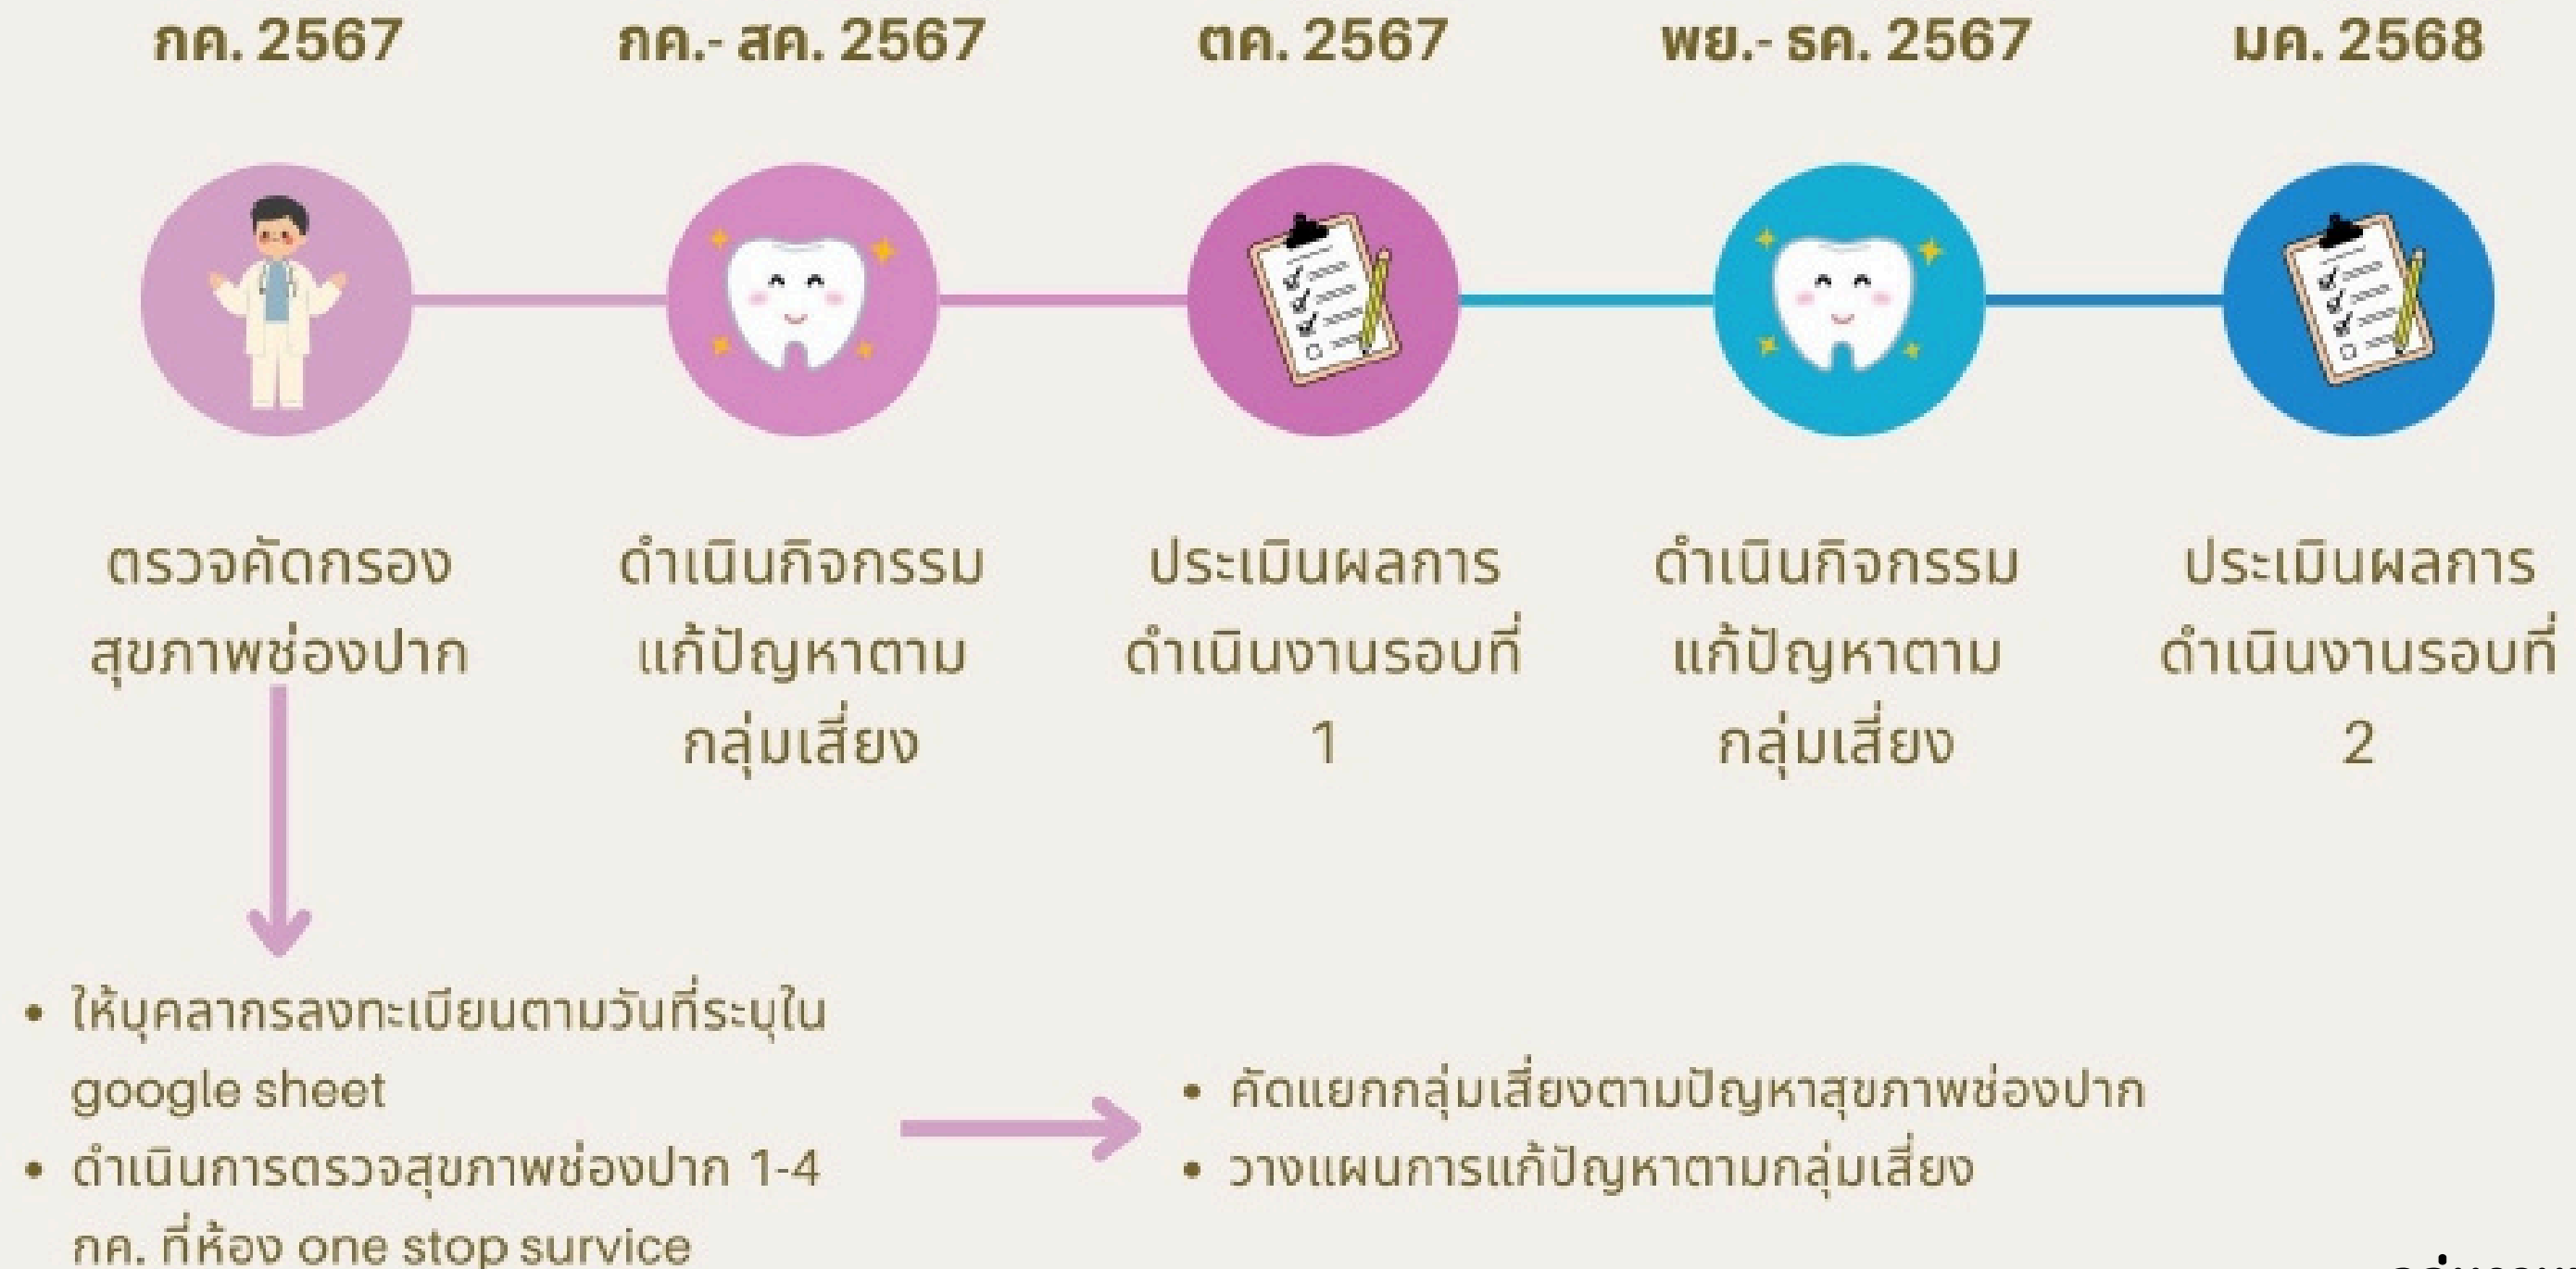 กค. 2567
กค.- สค. 2567
ตค. 2567
พย.- ธค. 2567
มค. 2568
ตรวจคัดกรอง
สุขภาพช่องปาก
ดำเนินกิจกรรม
แก้ปัญหาตาม
กลุ่มเสี่ยง
ประเมินผลการ
ดำเนินงานรอบที่
1
ดำเนินกิจกรรม
แก้ปัญหาตาม
กลุ่มเสี่ยง
ประเมินผลการ
ดำเนินงานรอบที่
2
• ให้บุคลากรลงทะเบียนตามวันที่ระบุใน
google sheet
• ดำเนินการตรวจสุขภาพช่องปาก 1-4
กค. ที่ห้อง one stop survice
• คัดแยกกลุ่มเสี่ยงตามปัญหาสุขภาพช่องปาก
• วางแผนการแก้ปัญหาตามกลุ่มเสี่ยง